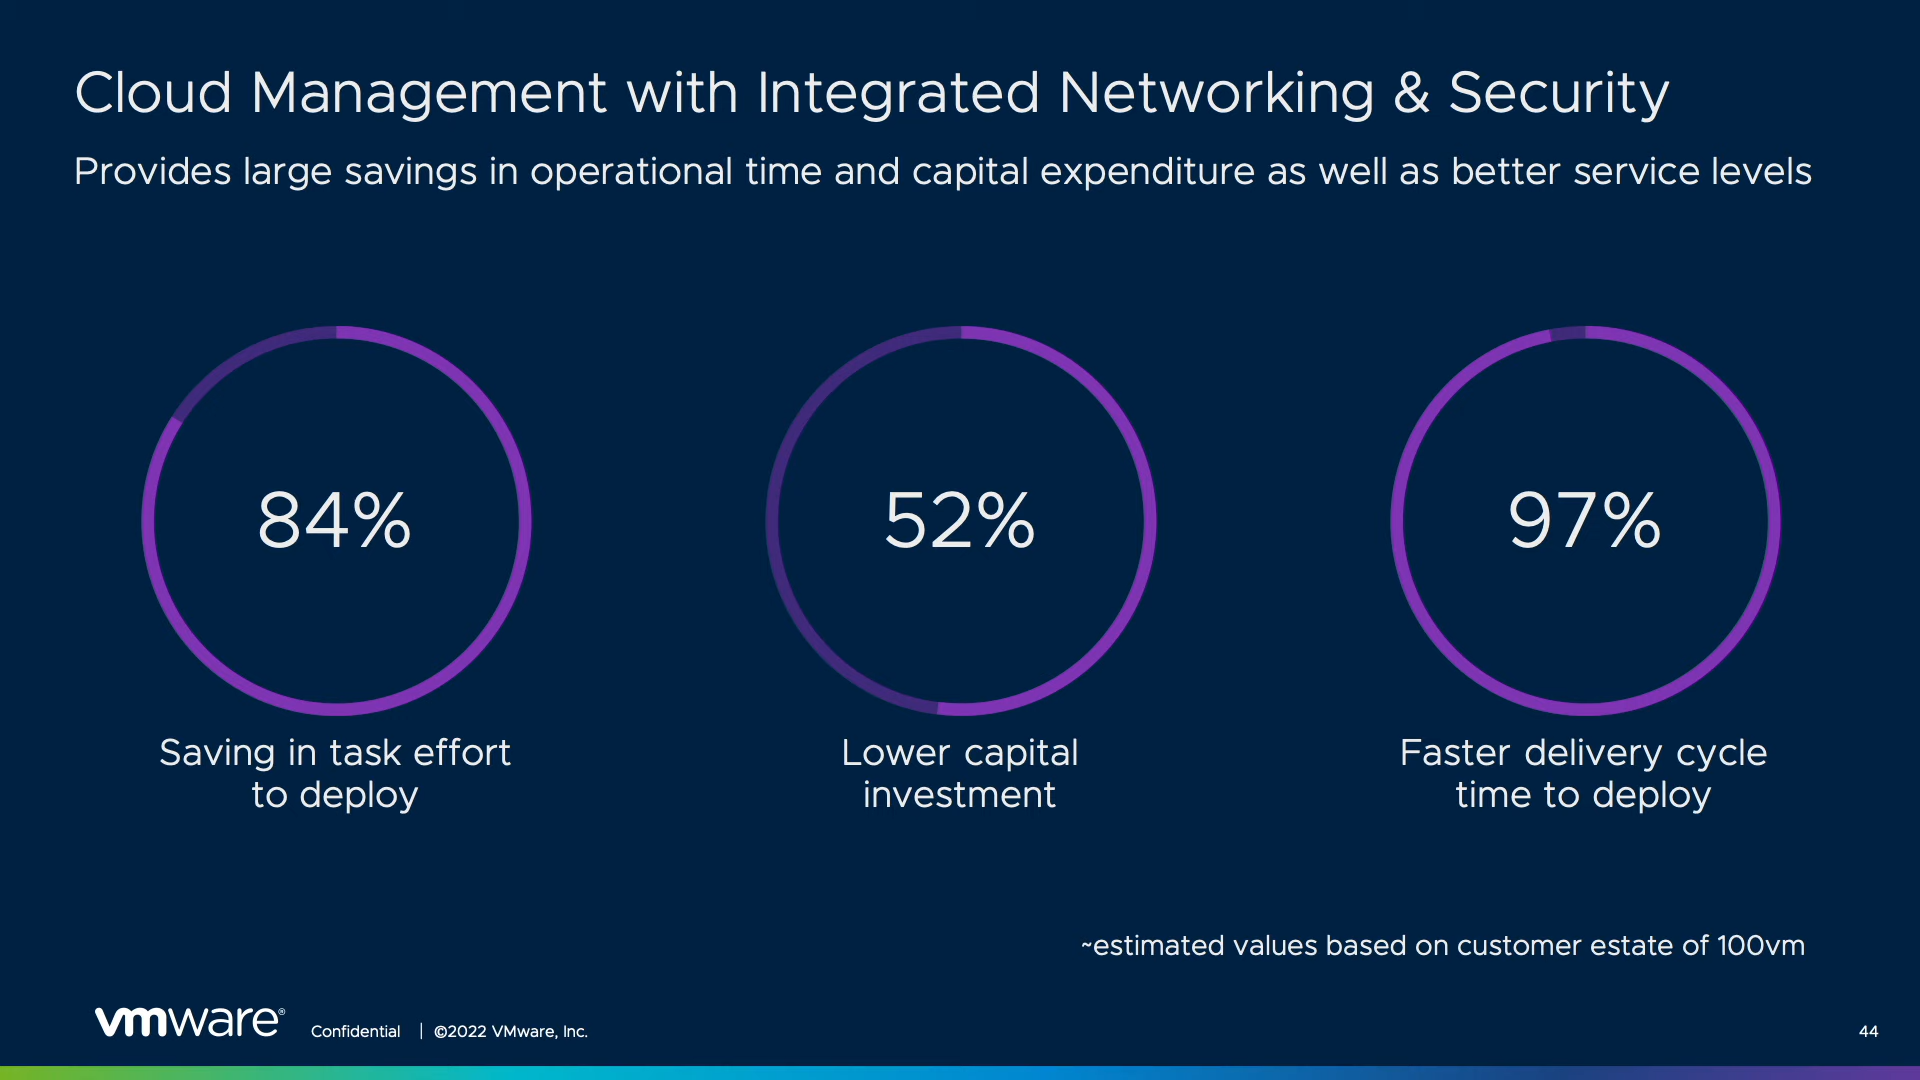 Cloud Management with Integrated Networking & Security
Provides large savings in operational time and capital expenditure as well as better service levels
84%
52%
97%
Saving in task effort
to deploy
Lower capital
investment
Faster delivery cycle
time to deploy
~estimated values based on customer estate of 100vm
vmware®
Confidential | ©2022 VMware, Inc.
44